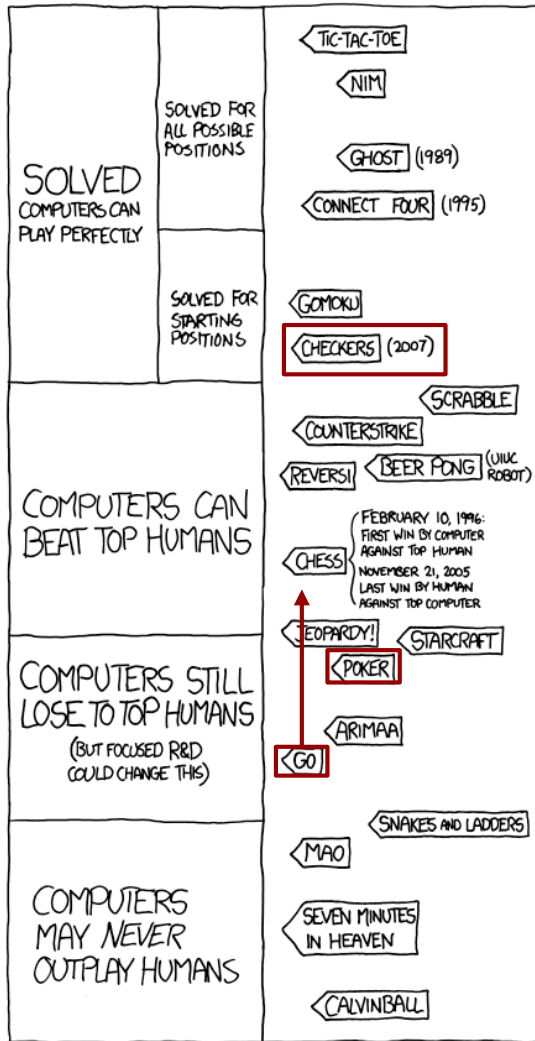 SOLVED
COMPUTERS CAN
PLAY PERFECTLY
SOLVED FOR
ALL POSSIBLE
POSITIONS
TIC-TAC-TOE
NIM
GHOST (1989)
CONNECT FOUR (1995)
SOLVED FOR
STARTING
POSITIONS
GOMOKU
CHECKERS (2007)
COMPUTERS CAN
BEAT TOP HUMANS
SCRABBLE
COUNTERSTRIKE
REVERSI
BEER PONG (UIUC
ROBOT)
CHESS
FEBRUARY 10, 1996:
FIRST WIN BY COMPUTER
AGAINST TOP HUMAN
NOVEMBER 21, 2005
LAST WIN BY HUMAN
AGAINST TOP COMPUTER
JEOPARDY!
COMPUTERS STILL
LOSE TO TOP HUMANS
(BUT FOCUSED R&D
COULD CHANGE THIS)
STARCRAFT
POKER
ARIMAA
GO
COMPUTERS
MAY NEVER
OUTPLAY HUMANS
SNAKES AND LADDERS
MAO
SEVEN MINUTES
IN HEAVEN
CALVINBALL